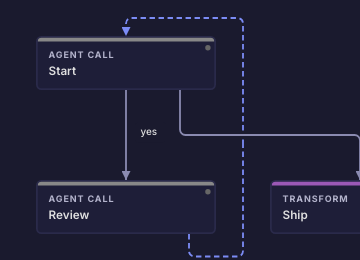 AGENT CALL
Start
yes
AGENT CALL
Review
TRANSFORM
Ship